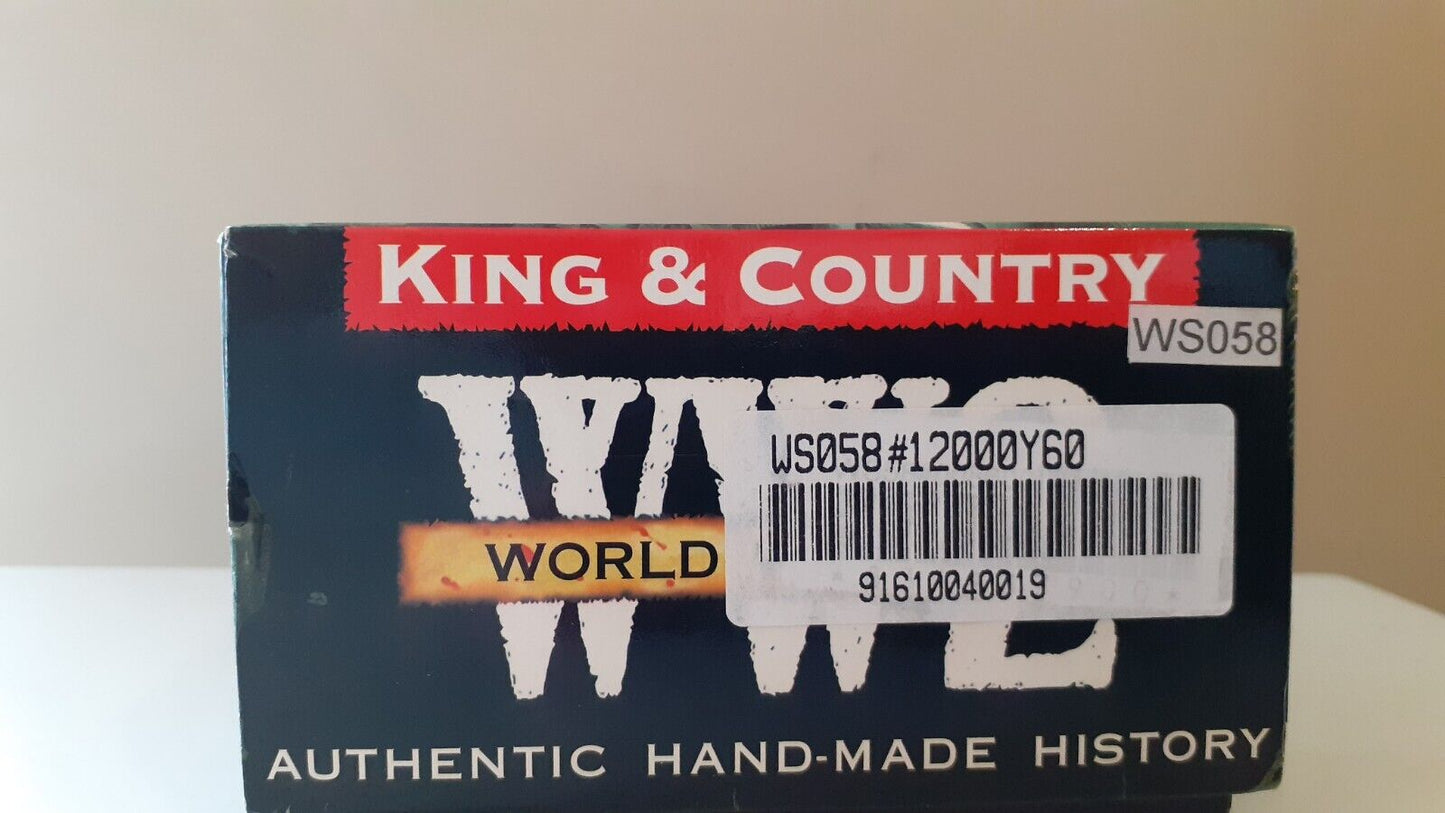 KING & COUNTRY
WS058
WS058#12000Y60
91610040019
WORLD
AUTHENTIC HAND-MADE HISTORY